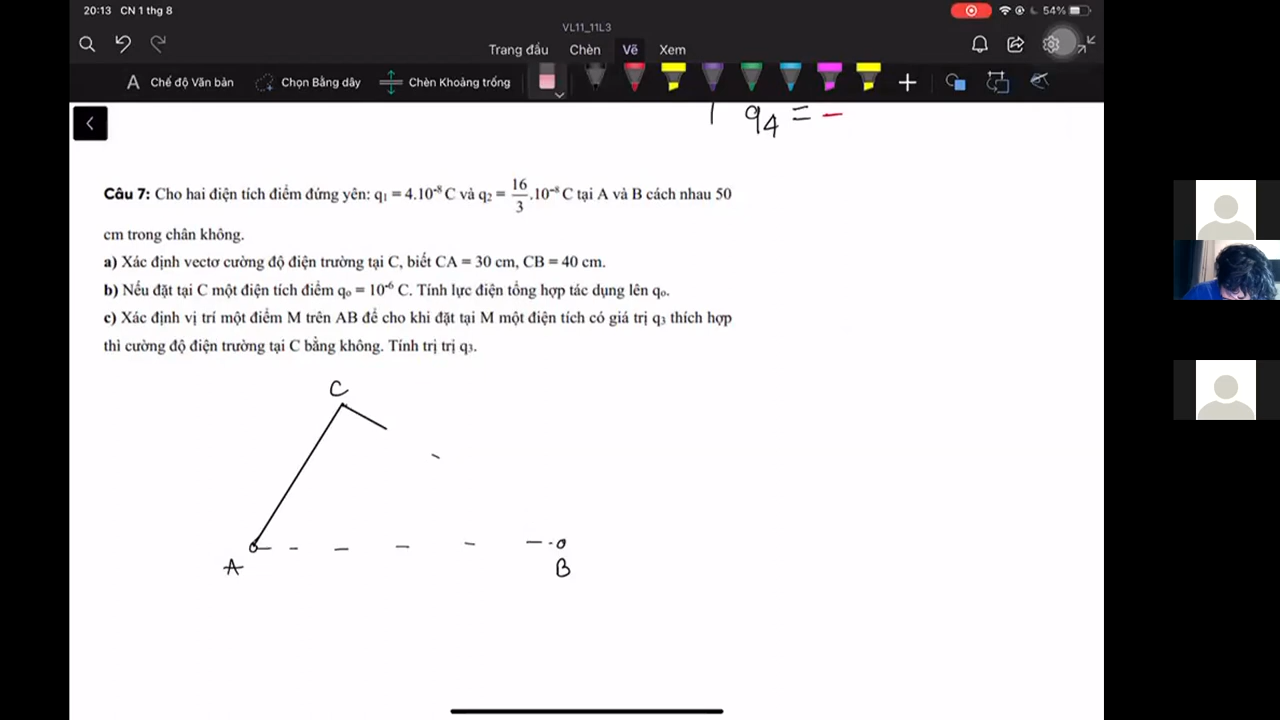 20:13 CN 1 thg 8
54%
VL11_11L3
Trang đầu Chèn Vẽ Xem
A Chế độ Văn bản Chọn Bằng dây Chèn Khoảng trống
q4 = -
Câu 7: Cho hai điện tích điểm đứng yên: q₁ = 4.10⁻⁸ C và q₂ = 16/3 .10⁻⁸ C tại A và B cách nhau 50
cm trong chân không.
a) Xác định vectơ cường độ điện trường tại C, biết CA = 30 cm, CB = 40 cm.
b) Nếu đặt tại C một điện tích điểm q₀ = 10⁻⁶ C. Tính lực điện tổng hợp tác dụng lên q₀.
c) Xác định vị trí một điểm M trên AB để cho khi đặt tại M một điện tích có giá trị q₃ thích hợp
thì cường độ điện trường tại C bằng không. Tính trị trị q₃.
C
A
B